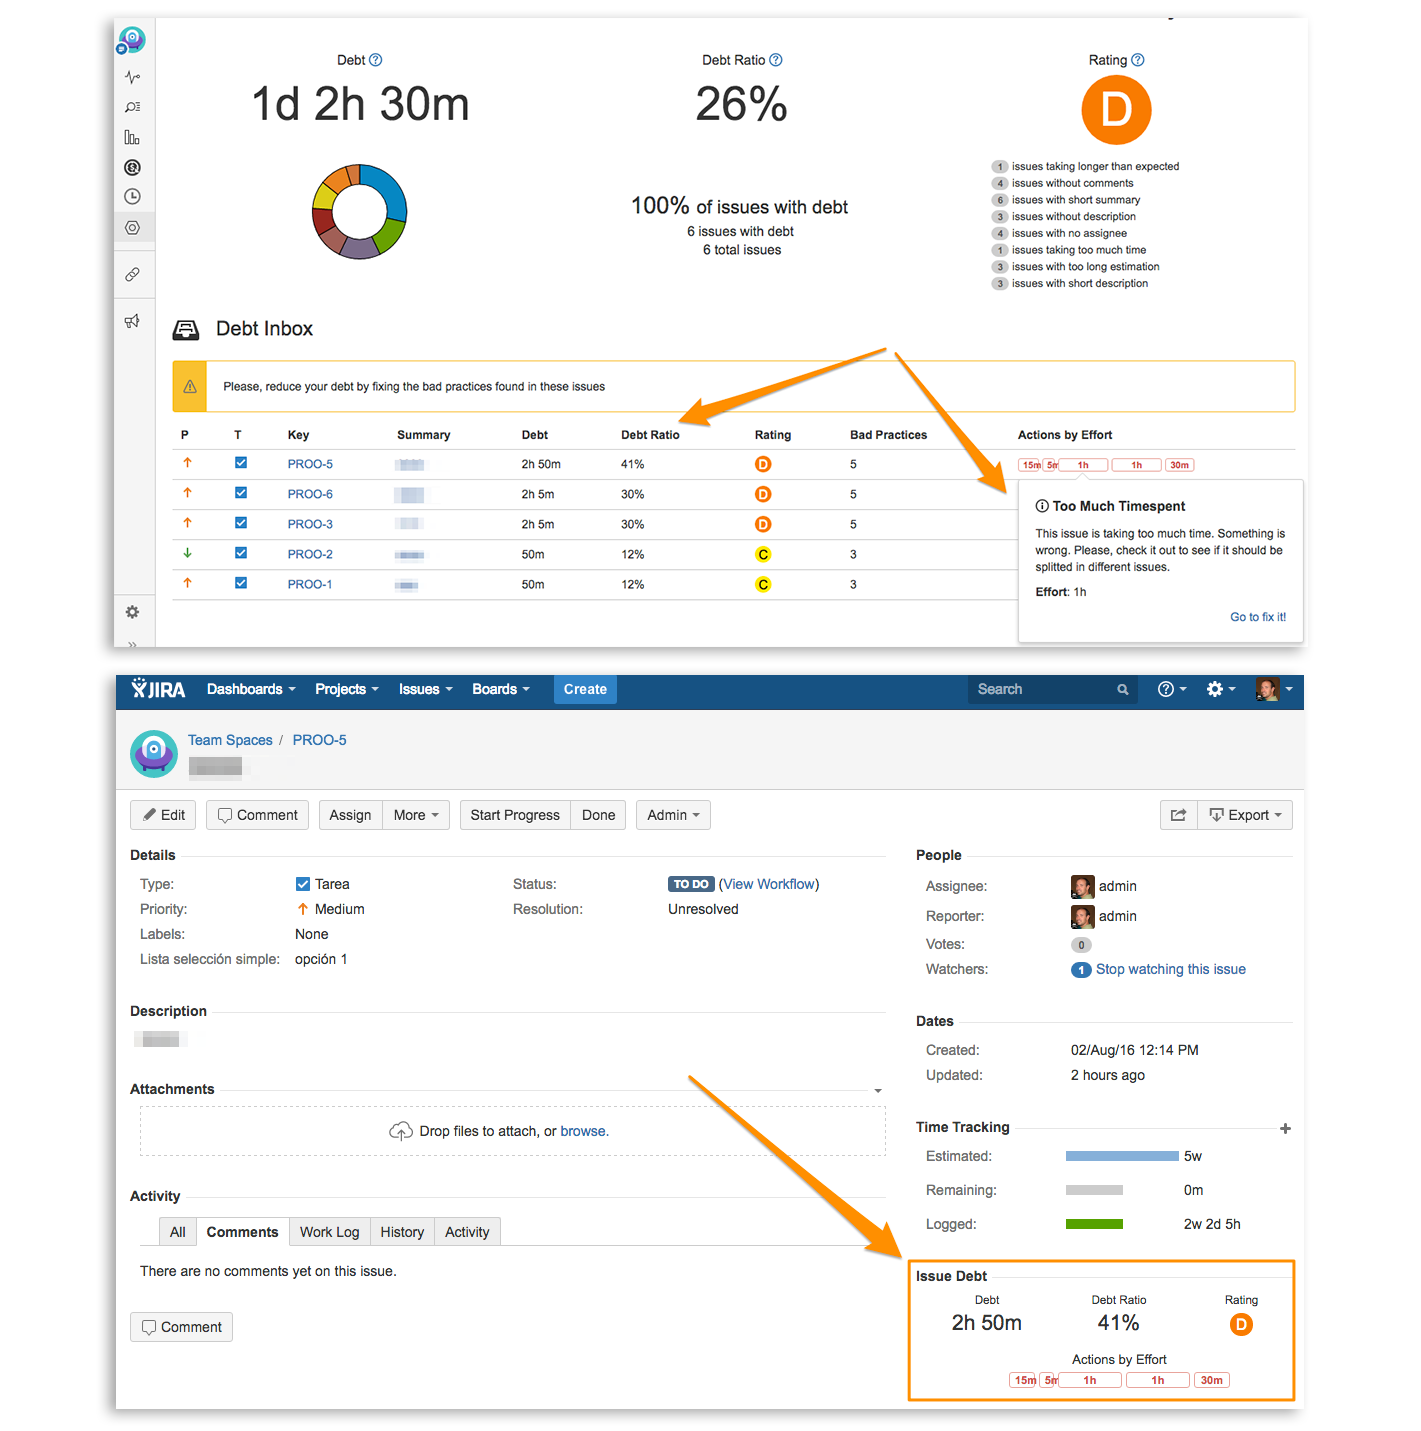 Debt
Debt Ratio
Rating
1d 2h 30m
26%
D
1 issues taking longer than expected
4 issues without comments
6 issues with short summary
3 issues without description
4 issues with no assignee
1 issues taking too much time
3 issues with too long estimation
3 issues with short description
100% of issues with debt
6 issues with debt
6 total issues
Debt Inbox
Please, reduce your debt by fixing the bad practices found in these issues
P T Key Summary Debt Debt Ratio Rating Bad Practices Actions by Effort
PROO-5 2h 50m 41% D 5 15m 5m 1h 1h 30m
PROO-6 2h 5m 30% D 5
PROO-3 2h 5m 30% D 5
PROO-2 50m 12% C 3
PROO-1 50m 12% C 3
Too Much Timespent
This issue is taking too much time. Something is
wrong. Please, check it out to see if it should be
splitted in different issues.
Effort: 1h
Go to fix it!
JIRA Dashboards Projects Issues Boards Create Search
Team Spaces / PROO-5
Edit Comment Assign More Start Progress Done Admin Export
Details
Type: Tarea
Status: TO DO (View Workflow)
Priority: Medium
Resolution: Unresolved
Labels: None
Lista selección simple: opción 1
Description
Attachments
Drop files to attach, or browse.
Activity
All Comments Work Log History Activity
There are no comments yet on this issue.
Comment
People
Assignee: admin
Reporter: admin
Votes: 0
Watchers: 1 Stop watching this issue
Dates
Created: 02/Aug/16 12:14 PM
Updated: 2 hours ago
Time Tracking
Estimated: 5w
Remaining: 0m
Logged: 2w 2d 5h
Issue Debt
Debt Debt Ratio Rating
2h 50m 41% D
Actions by Effort
15m 5m 1h 1h 30m